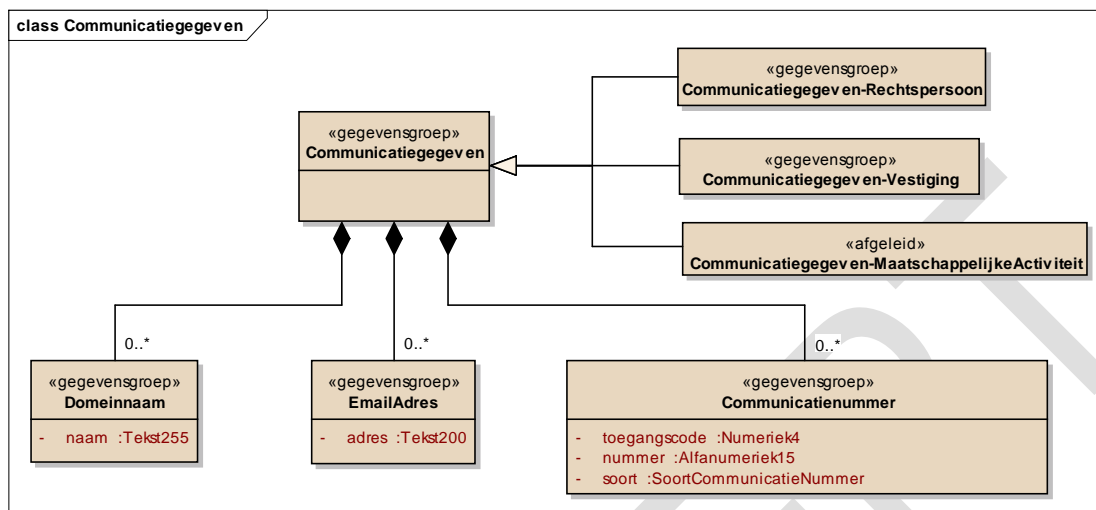 class Communicatiegegeven
«gegevensgroep»
Communicatiegegeven-Rechtspersoon
«gegevensgroep»
Communicatiegegeven
«gegevensgroep»
Communicatiegegeven-Vestiging
«afgeleid»
Communicatiegegeven-MaatschappelijkeActiviteit
0..*
0..*
0..*
«gegevensgroep»
Domeinnaam
- naam :Tekst255
«gegevensgroep»
EmailAdres
- adres :Tekst200
«gegevensgroep»
Communicatienummer
- toegangscode :Numeriek4
- nummer :Alfanumeriek15
- soort :SoortCommunicatieNummer